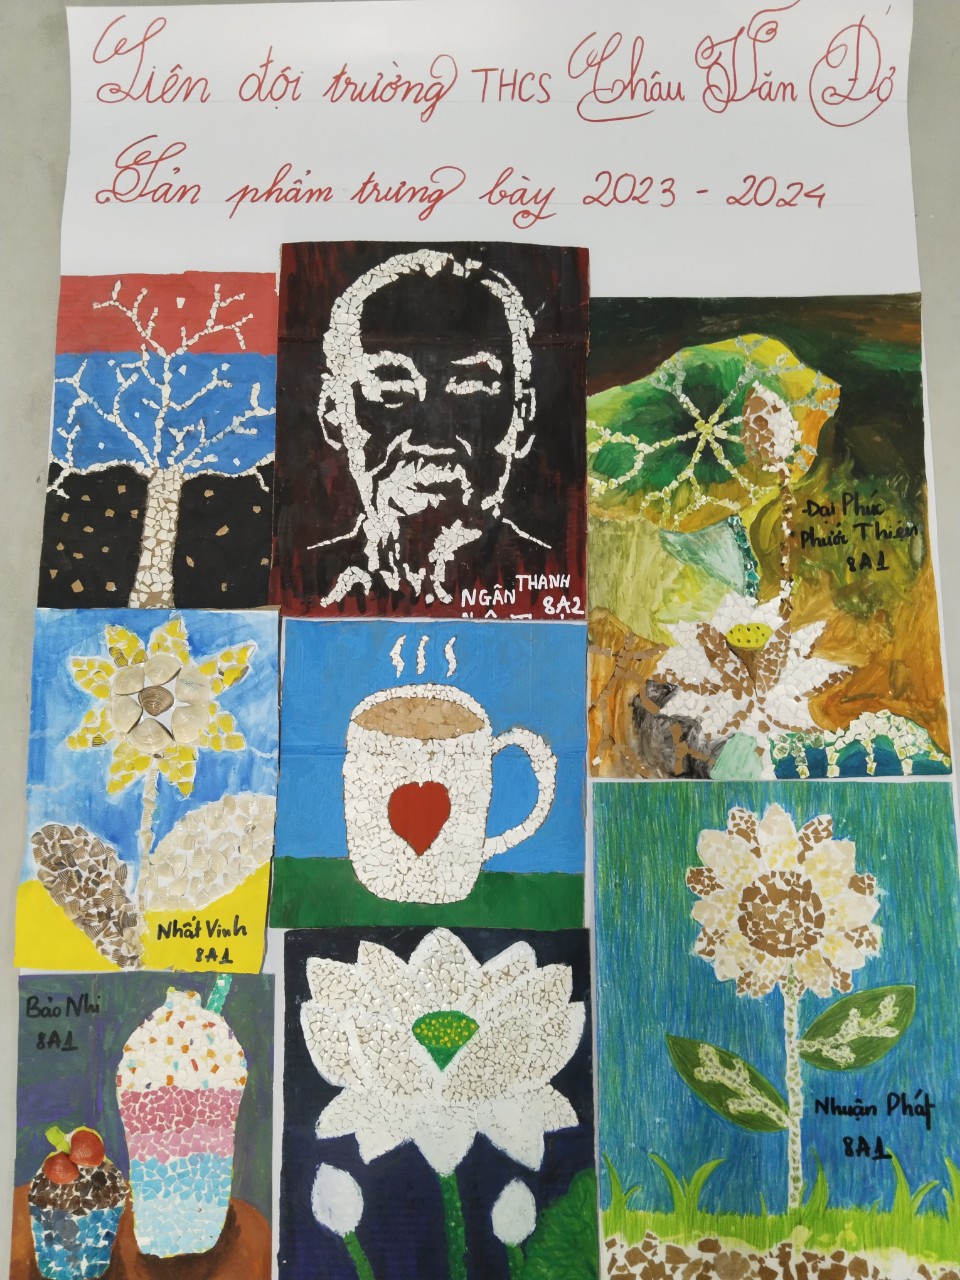 Liên đội trường THCS Châu Văn Đơ
Sản phẩm trưng bày 2023 - 2024
THANH
NGÂN 8A2
Đại Phúc
Phước Thiện
8A1
Nhất Vinh
8A1
Bảo Nhi
8A1
Nhuận Phát
8A1